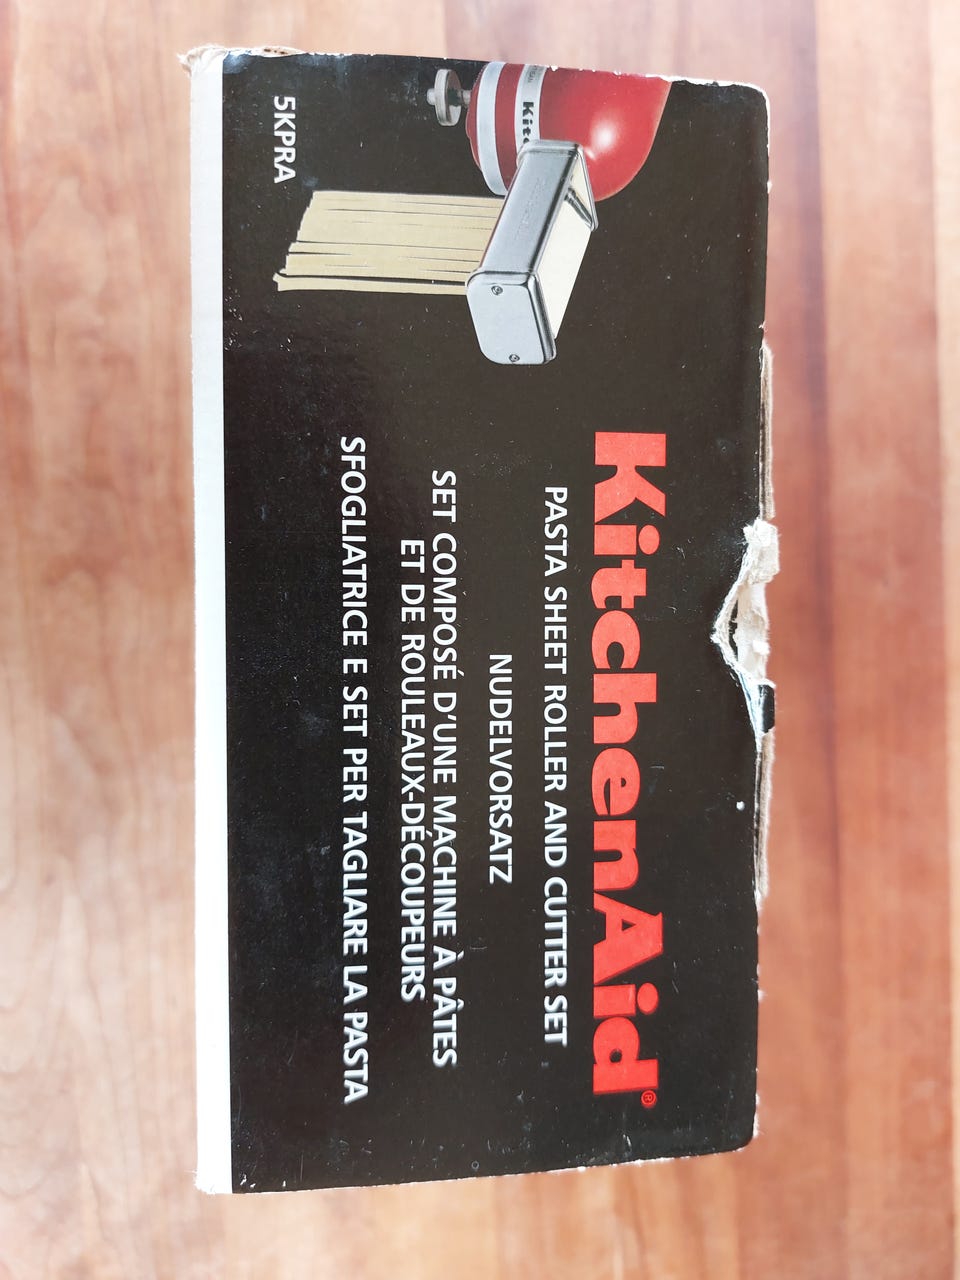 KitchenAid®
PASTA SHEET ROLLER AND CUTTER SET
NUDELVORSATZ
SET COMPOSÉ D'UNE MACHINE À PÂTES
ET DE ROULEAUX-DÉCOUPEURS
SFOGLIATRICE E SET PER TAGLIARE LA PASTA
5KPRA
Kitc